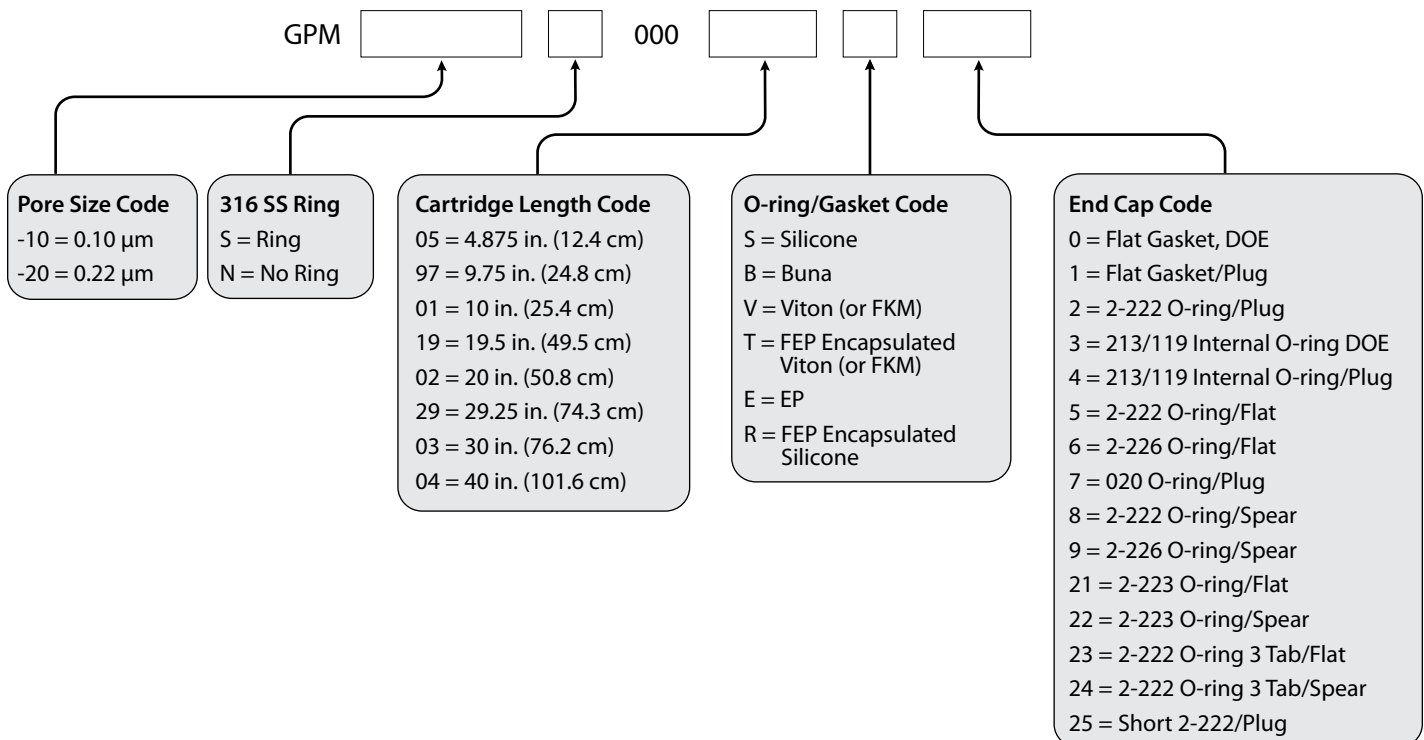 GPM 000
Pore Size Code
-10 = 0.10 µm
-20 = 0.22 µm
316 SS Ring
S = Ring
N = No Ring
Cartridge Length Code
05 = 4.875 in. (12.4 cm)
97 = 9.75 in. (24.8 cm)
01 = 10 in. (25.4 cm)
19 = 19.5 in. (49.5 cm)
02 = 20 in. (50.8 cm)
29 = 29.25 in. (74.3 cm)
03 = 30 in. (76.2 cm)
04 = 40 in. (101.6 cm)
O-ring/Gasket Code
S = Silicone
B = Buna
V = Viton (or FKM)
T = FEP Encapsulated
Viton (or FKM)
E = EP
R = FEP Encapsulated
Silicone
End Cap Code
0 = Flat Gasket, DOE
1 = Flat Gasket/Plug
2 = 2-222 O-ring/Plug
3 = 213/119 Internal O-ring DOE
4 = 213/119 Internal O-ring/Plug
5 = 2-222 O-ring/Flat
6 = 2-226 O-ring/Flat
7 = 020 O-ring/Plug
8 = 2-222 O-ring/Spear
9 = 2-226 O-ring/Spear
21 = 2-223 O-ring/Flat
22 = 2-223 O-ring/Spear
23 = 2-222 O-ring 3 Tab/Flat
24 = 2-222 O-ring 3 Tab/Spear
25 = Short 2-222/Plug